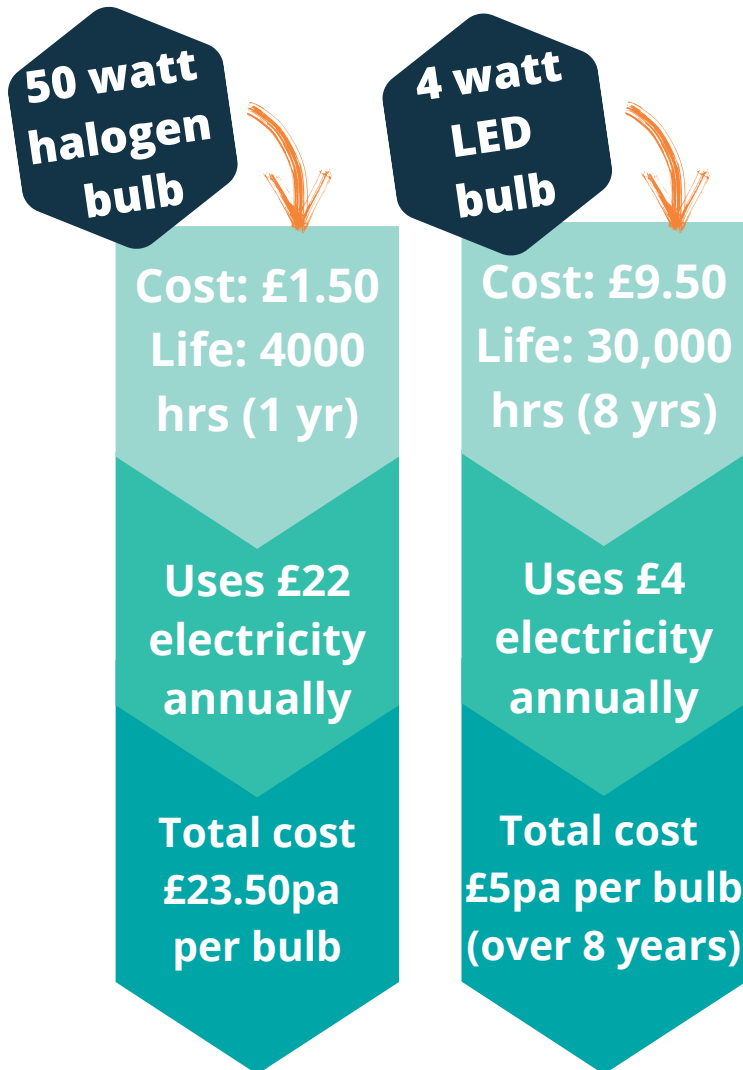 50 watt
halogen
bulb
Cost: £1.50
Life: 4000
hrs (1 yr)
Uses £22
electricity
annually
Total cost
£23.50pa
per bulb
4 watt
LED
bulb
Cost: £9.50
Life: 30,000
hrs (8 yrs)
Uses £4
electricity
annually
Total cost
£5pa per bulb
(over 8 years)